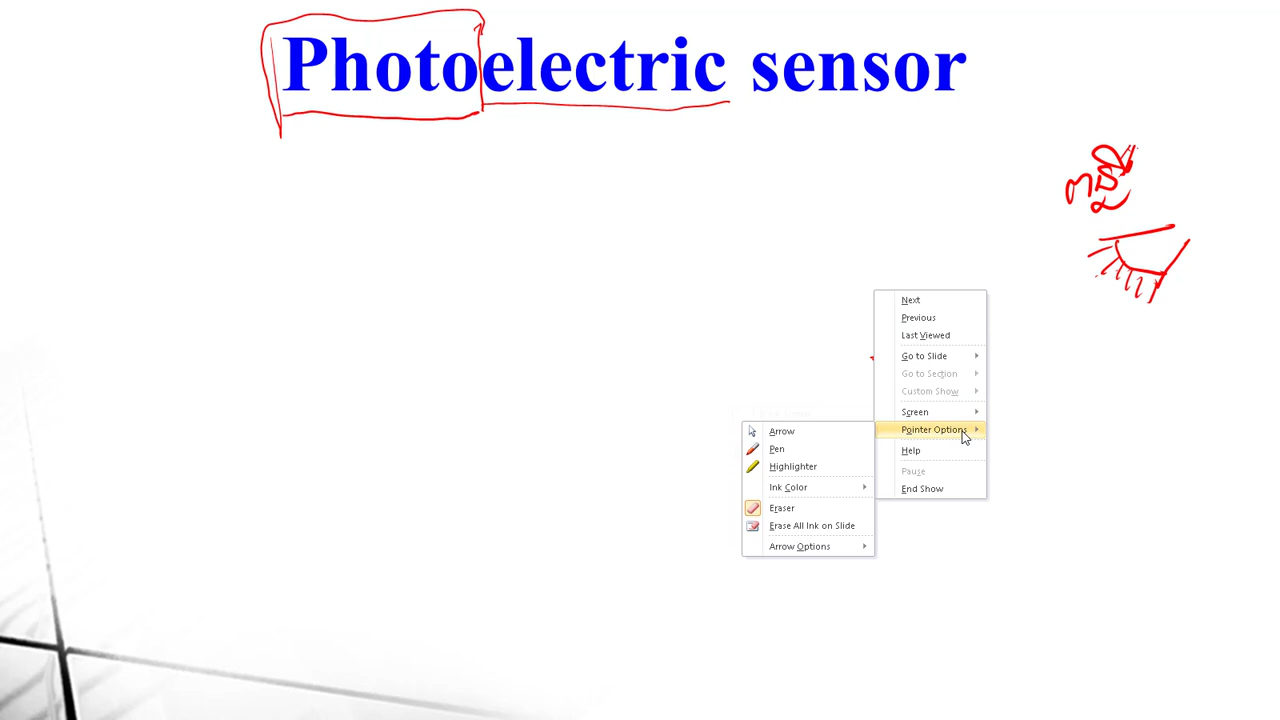 Photoelectric sensor
Next
Previous
Last Viewed
Go to Slide
Go to Section
Custom Show
Screen
Pointer Options
Help
Pause
End Show
Arrow
Pen
Highlighter
Ink Color
Eraser
Erase All Ink on Slide
Arrow Options